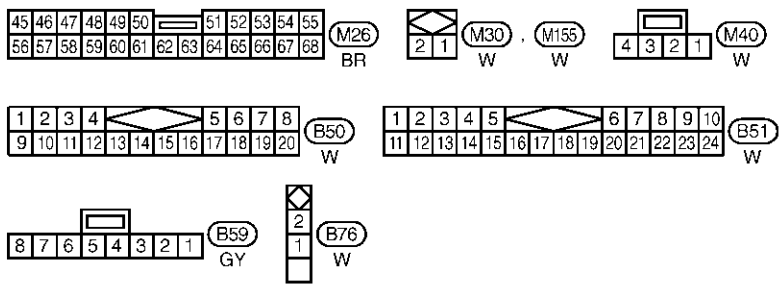 45 46 47 48 49 50 51 52 53 54 55
56 57 58 59 60 61 62 63 64 65 66 67 68
M26
BR
2 1
M30 , M155
W W
4 3 2 1
M40
W
1 2 3 4 5 6 7 8
9 10 11 12 13 14 15 16 17 18 19 20
B50
W
1 2 3 4 5 6 7 8 9 10
11 12 13 14 15 16 17 18 19 20 21 22 23 24
B51
W
8 7 6 5 4 3 2 1
B59
GY
2
1
B76
W